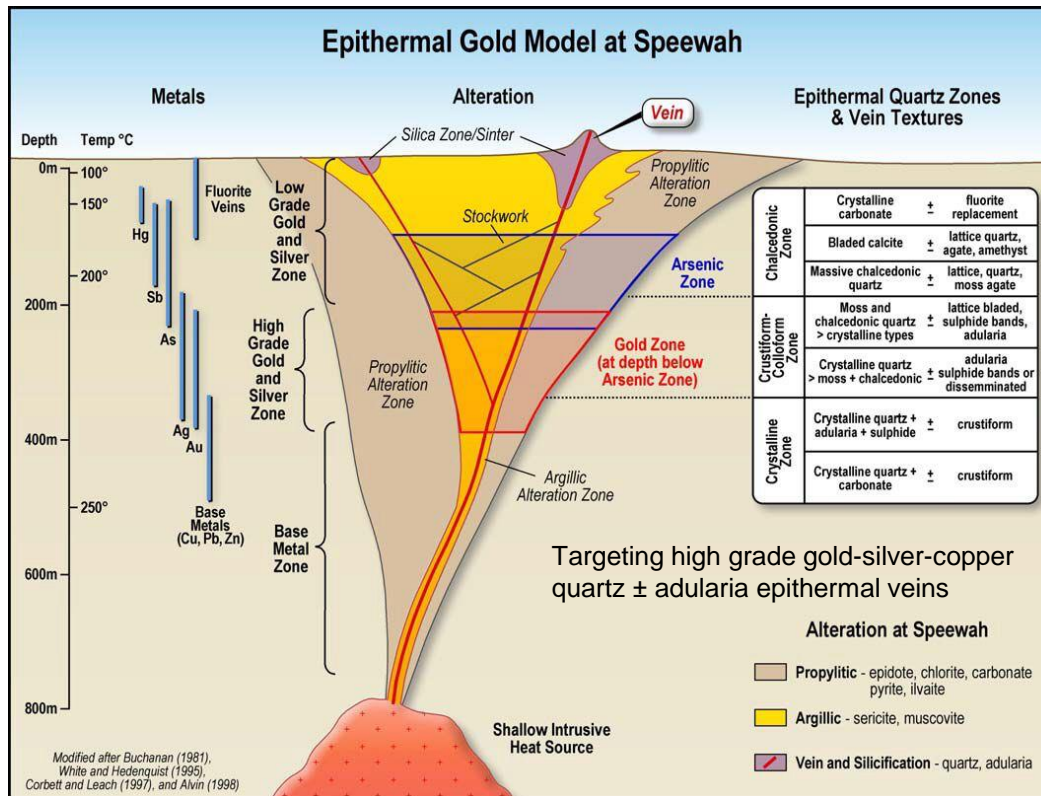 Epithermal Gold Model at Speewah
Metals
Alteration
Epithermal Quartz Zones
& Vein Textures
Depth
Temp °C
0m
200m
400m
600m
800m
100°
150°
200°
250°
Hg
Sb
As
Ag
Au
Fluorite
Veins
Base
Metals
(Cu, Pb, Zn)
Low
Grade
Gold
and
Silver
Zone
High
Grade
Gold
and
Silver
Zone
Base
Metal
Zone
Silica Zone/Sinter
Vein
Propylitic
Alteration
Zone
Stockwork
Arsenic
Zone
Gold Zone
(at depth below
Arsenic Zone)
Propylitic
Alteration
Zone
Argillic
Alteration Zone
Shallow Intrusive
Heat Source
Chalcedonic
Zone
Crystalline
carbonate
±
fluorite
replacement
Bladed calcite
±
lattice quartz,
agate, amethyst
Massive chalcedonic
quartz
±
lattice, quartz,
moss agate
Crustiform-
Colloform
Zone
Moss and
chalcedonic quartz
> crystalline types
±
lattice bladed,
sulphide bands,
adularia
Crystalline quartz
> moss + chalcedonic
±
adularia
sulphide bands or
dissemminated
Crystalline
Zone
Crystalline quartz +
adularia + sulphide
±
crustiform
Crystalline quartz +
carbonate
±
crustiform
Targeting high grade gold-silver-copper
quartz ± adularia epithermal veins
Alteration at Speewah
Propylitic - epidote, chlorite, carbonate
pyrite, ilvaite
Argillic - sericite, muscovite
Vein and Silicification - quartz, adularia
Modified after Buchanan (1981),
White and Hedenquist (1995),
Corbett and Leach (1997), and Alvin (1998)